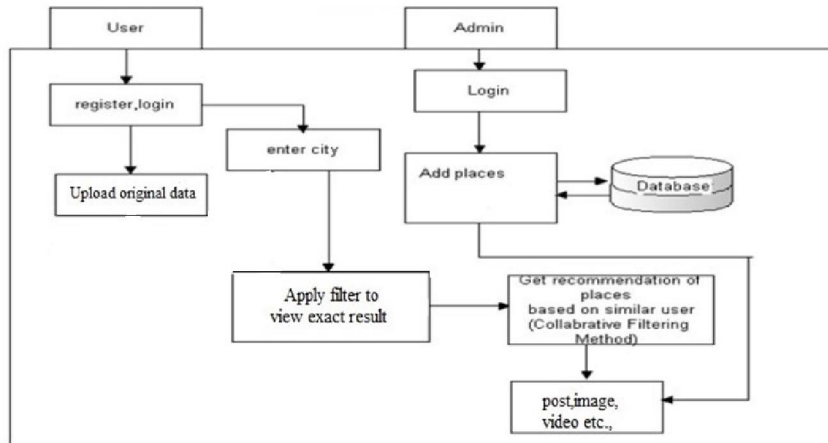 User
Admin
register,login
Login
enter city
Add places
Database
Upload original data
Apply filter to
view exact result
Get recommendation of
places
based on similar user
(Collabrative Filtering
Method)
post,image,
video etc.,